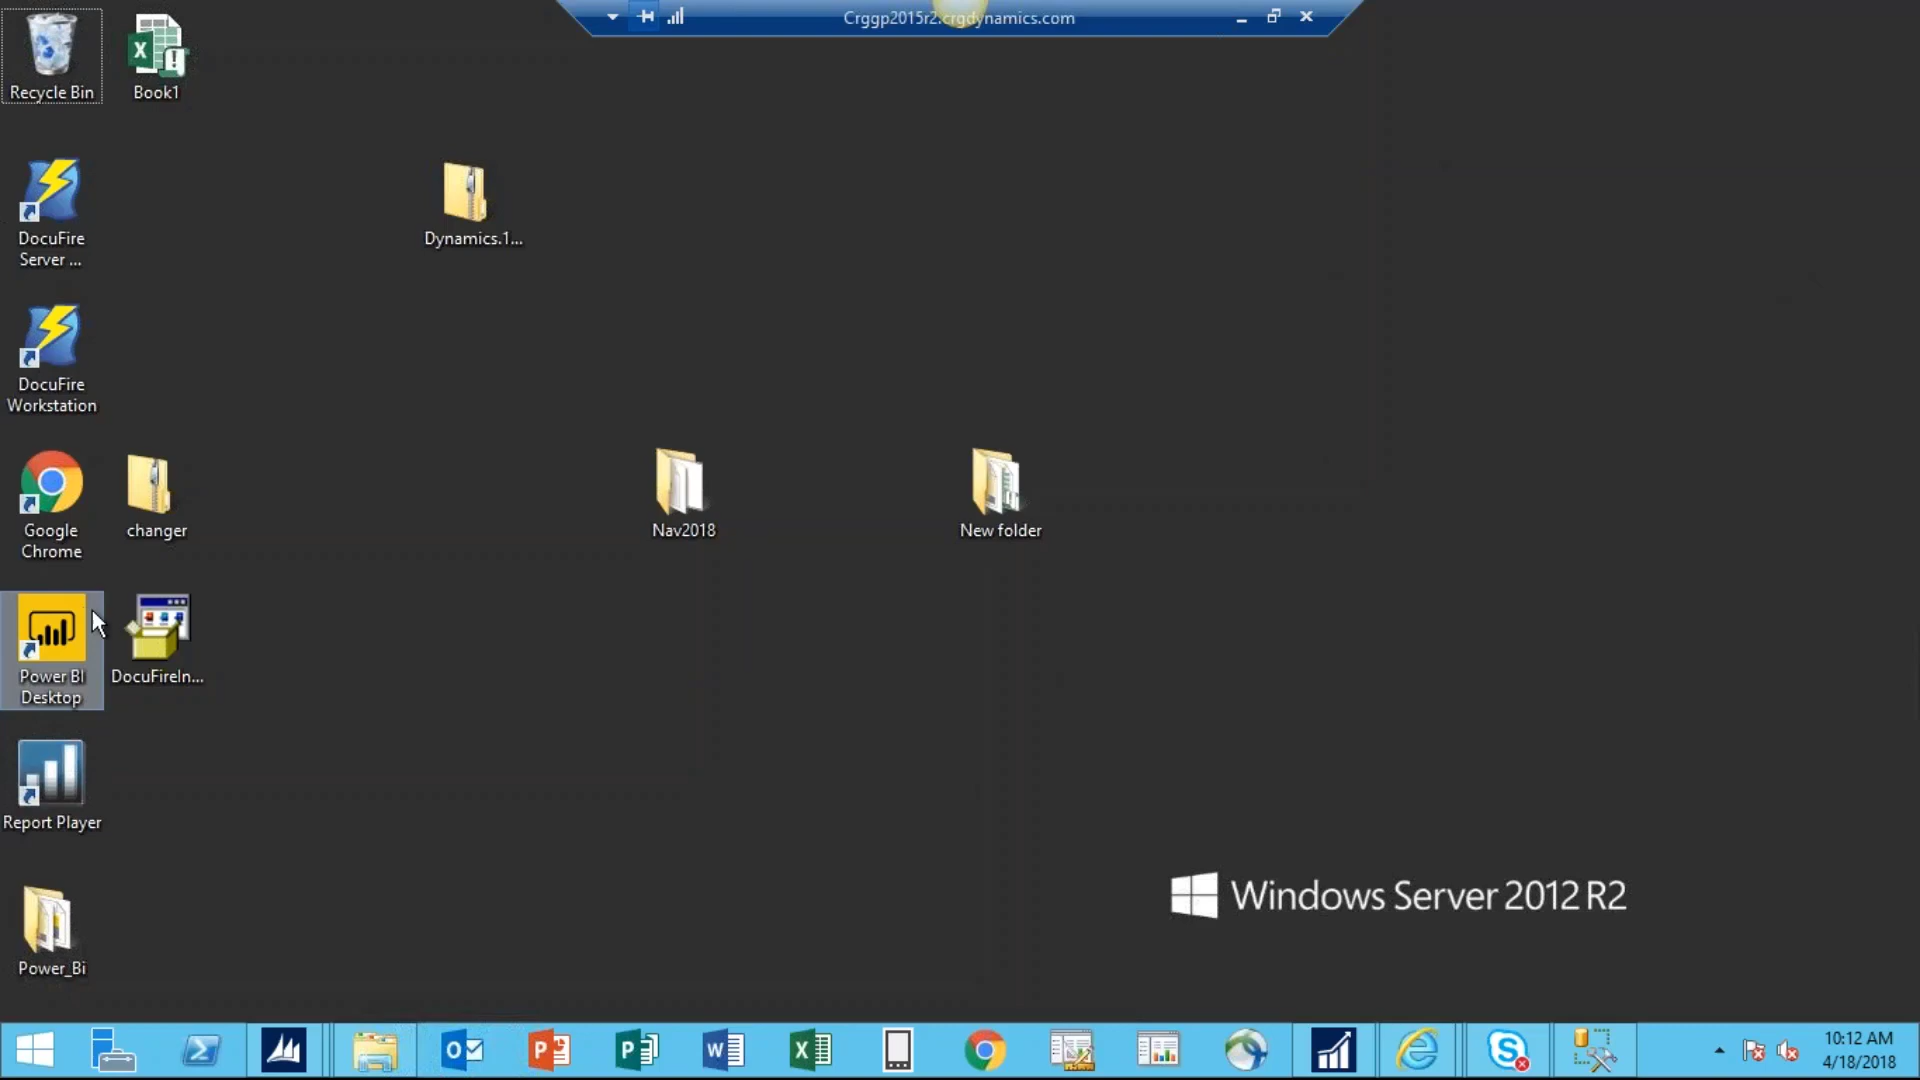 Crggp2015r2.crgdynamics.com
Recycle Bin
Book1
DocuFire
Server ...
Dynamics.1...
DocuFire
Workstation
Google
Chrome
changer
Nav2018
New folder
Power BI
Desktop
DocuFireIn...
Report Player
Power_Bi
Windows Server 2012 R2
10:12 AM
4/18/2018